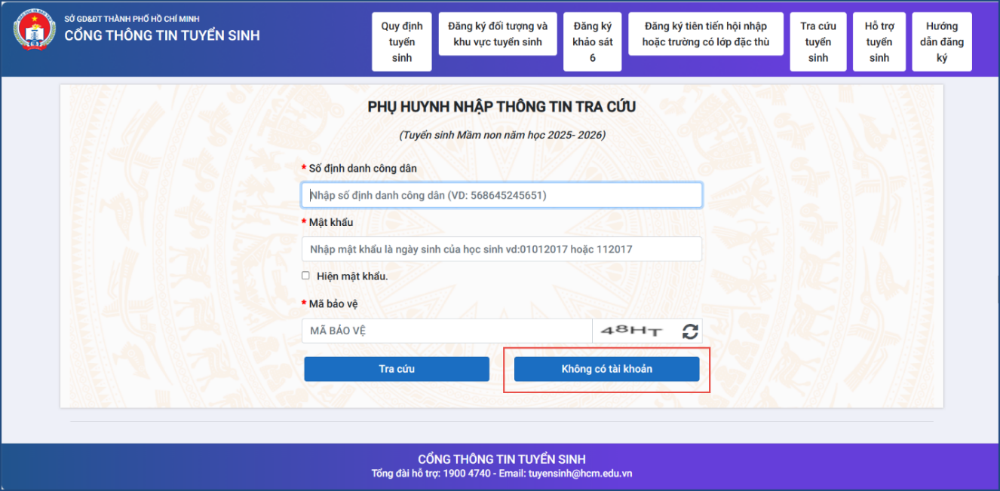 SỞ GD&ĐT THÀNH PHỐ HỒ CHÍ MINH
CỔNG THÔNG TIN TUYỂN SINH
Quy định
tuyển
sinh
Đăng ký đối tượng và
khu vực tuyển sinh
Đăng ký
khảo sát
6
Đăng ký tiên tiến hội nhập
hoặc trường có lớp đặc thù
Tra cứu
tuyển
sinh
Hỗ trợ
tuyển
sinh
Hướng
dẫn đăng
ký
PHỤ HUYNH NHẬP THÔNG TIN TRA CỨU
(Tuyển sinh Mầm non năm học 2025- 2026)
* Số định danh công dân
Nhập số định danh công dân (VD: 568645245651)
* Mật khẩu
Nhập mật khẩu là ngày sinh của học sinh vd:01012017 hoặc 112017
Hiện mật khẩu.
* Mã bảo vệ
MÃ BẢO VỆ
48HT
Tra cứu
Không có tài khoản
CỔNG THÔNG TIN TUYỂN SINH
Tổng đài hỗ trợ: 1900 4740 - Email: tuyensinh@hcm.edu.vn